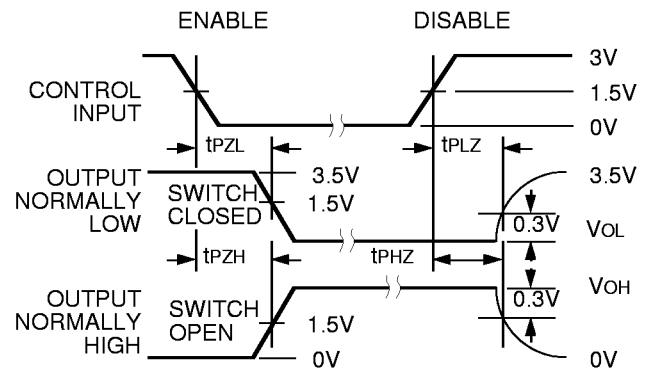 ENABLE DISABLE
3V
CONTROL
INPUT
1.5V
0V
tPZL tPLZ
OUTPUT
NORMALLY
LOW
SWITCH
CLOSED
3.5V
1.5V
3.5V
0.3V
VOL
tPZH tPHZ
OUTPUT
NORMALLY
HIGH
SWITCH
OPEN
1.5V
0V
0.3V
VOH
0V